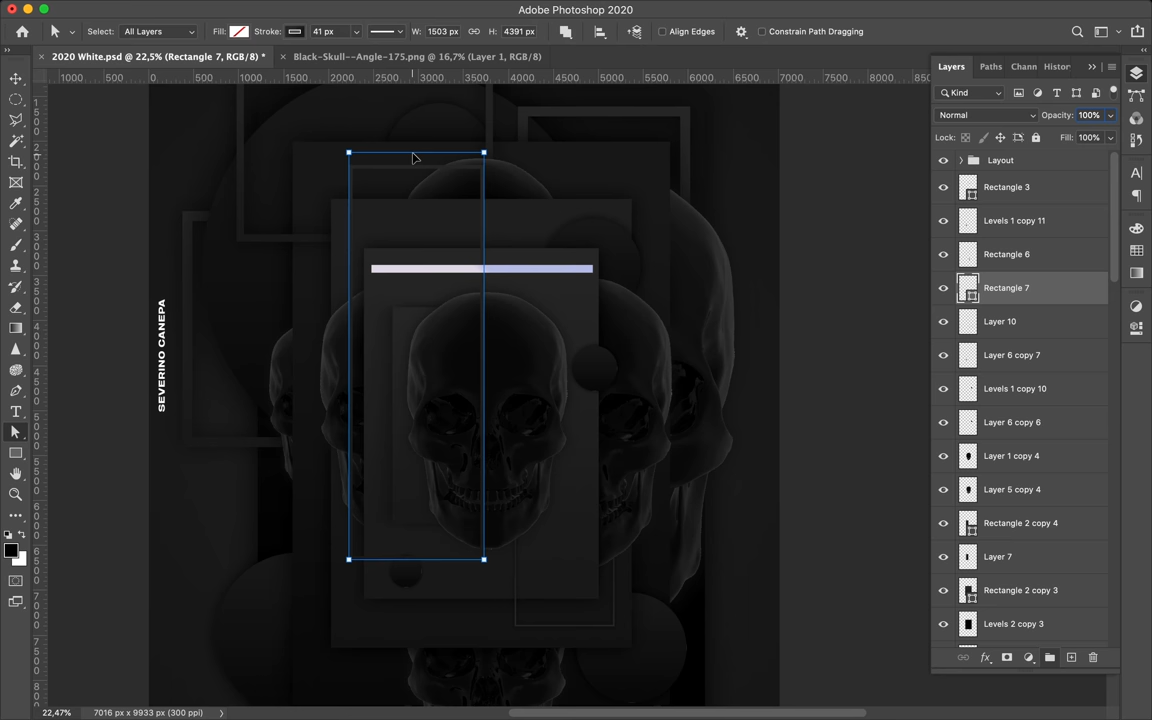 Adobe Photoshop 2020
Select: All Layers Fill: Stroke: 41 px W: 1503 px H: 4391 px Align Edges Constrain Path Dragging
2020 White.psd @ 22,5% (Rectangle 7, RGB/8) * Black-Skull--Angle-175.png @ 16,7% (Layer 1, RGB/8)
1000 500 0 500 1000 1500 2000 2500 3000 3500 4000 4500 5000 5500 6000 6500 7000 7500 8000 8500
Layers Paths Chann Histor
Kind
Normal Opacity: 100%
Lock: Fill: 100%
Layout
Rectangle 3
Levels 1 copy 11
Rectangle 6
Rectangle 7
Layer 10
Layer 6 copy 7
Levels 1 copy 10
Layer 6 copy 6
Layer 1 copy 4
Layer 5 copy 4
Rectangle 2 copy 4
Layer 7
Rectangle 2 copy 3
Levels 2 copy 3
SEVERINO CANEPA
22,47% 7016 px x 9933 px (300 ppi)